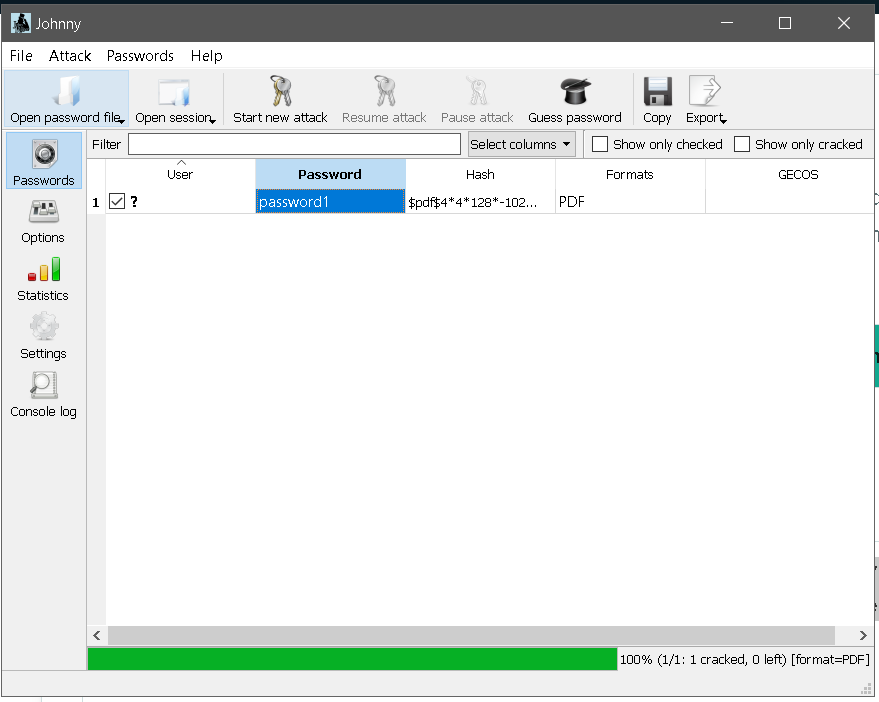 Johnny
File Attack Passwords Help
Open password file Open session Start new attack Resume attack Pause attack Guess password Copy Export
Filter Select columns Show only checked Show only cracked
Passwords
Options
Statistics
Settings
Console log
User Password Hash Formats GECOS
1 ? password1 $pdf$4*4*128*-102... PDF
100% (1/1: 1 cracked, 0 left) [format=PDF]